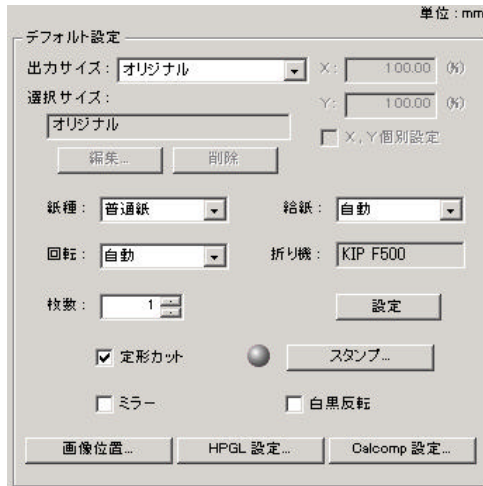 単位：mm
デフォルト設定
出力サイズ： オリジナル X： 100.00 (%)
選択サイズ： Y： 100.00 (%)
オリジナル X，Y個別設定
編集... 削除
紙種： 普通紙 給紙： 自動
回転： 自動 折り機： KIP F500
枚数： 1 設定
定形カット スタンプ...
ミラー 白黒反転
画像位置... HPGL 設定... Calcomp 設定...